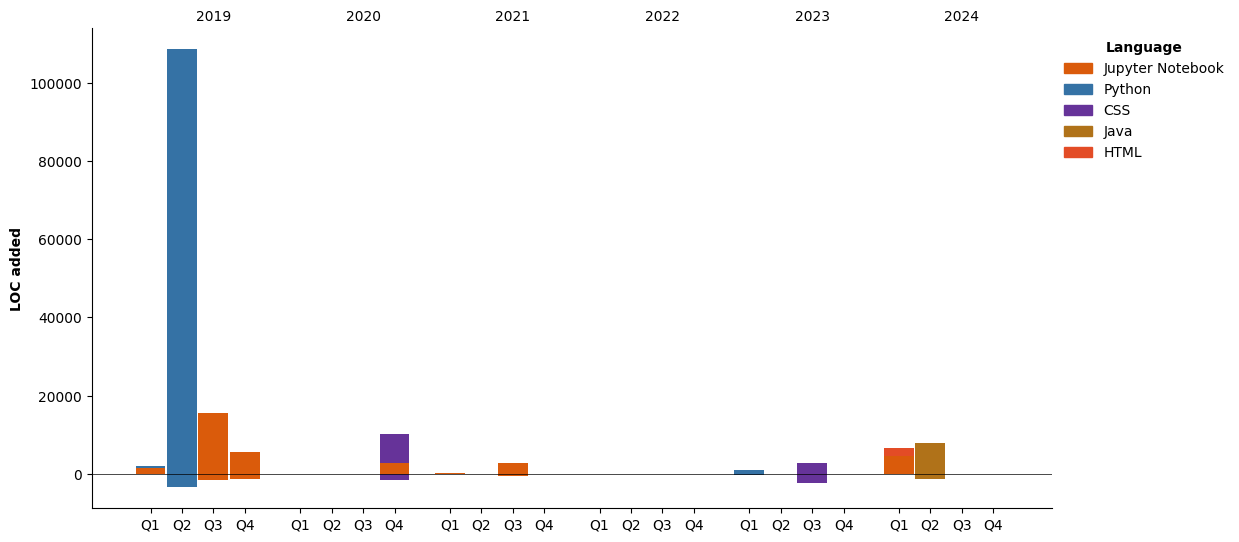 2019 2020 2021 2022 2023 2024
Language
Jupyter Notebook
Python
CSS
Java
HTML
LOC added
100000
80000
60000
40000
20000
0
Q1 Q2 Q3 Q4 Q1 Q2 Q3 Q4 Q1 Q2 Q3 Q4 Q1 Q2 Q3 Q4 Q1 Q2 Q3 Q4 Q1 Q2 Q3 Q4